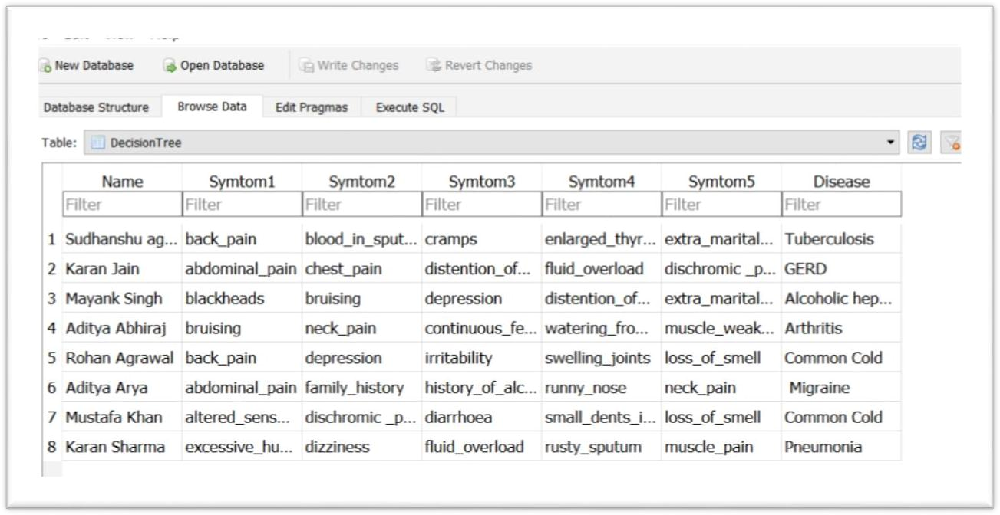 New Database Open Database Write Changes Revert Changes
Database Structure Browse Data Edit Pragmas Execute SQL
Table: DecisionTree
Name Symtom1 Symtom2 Symtom3 Symtom4 Symtom5 Disease
Filter Filter Filter Filter Filter Filter Filter
1 Sudhanshu ag... back_pain blood_in_sput... cramps enlarged_thyr... extra_marital... Tuberculosis
2 Karan Jain abdominal_pain chest_pain distention_of... fluid_overload dischromic _p... GERD
3 Mayank Singh blackheads bruising depression distention_of... extra_marital... Alcoholic hep...
4 Aditya Abhiraj bruising neck_pain continuous_fe... watering_fro... muscle_weak... Arthritis
5 Rohan Agrawal back_pain depression irritability swelling_joints loss_of_smell Common Cold
6 Aditya Arya abdominal_pain family_history history_of_alc... runny_nose neck_pain Migraine
7 Mustafa Khan altered_sens... dischromic _p... diarrhoea small_dents_i... loss_of_smell Common Cold
8 Karan Sharma excessive_hu... dizziness fluid_overload rusty_sputum muscle_pain Pneumonia